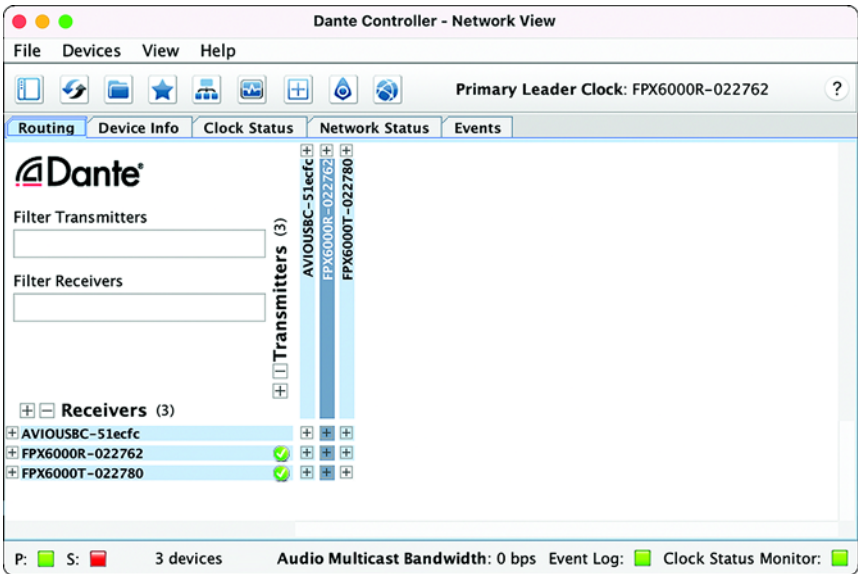 Dante Controller - Network View
File Devices View Help
Primary Leader Clock: FPX6000R-022762 ?
Routing Device Info Clock Status Network Status Events
Dante®
Filter Transmitters
Filter Receivers
Transmitters (3)
AVIOUSBC-51ecfc
FPX6000R-022762
FPX6000T-022780
Receivers (3)
AVIOUSBC-51ecfc
FPX6000R-022762
FPX6000T-022780
P: S: 3 devices Audio Multicast Bandwidth: 0 bps Event Log: Clock Status Monitor: